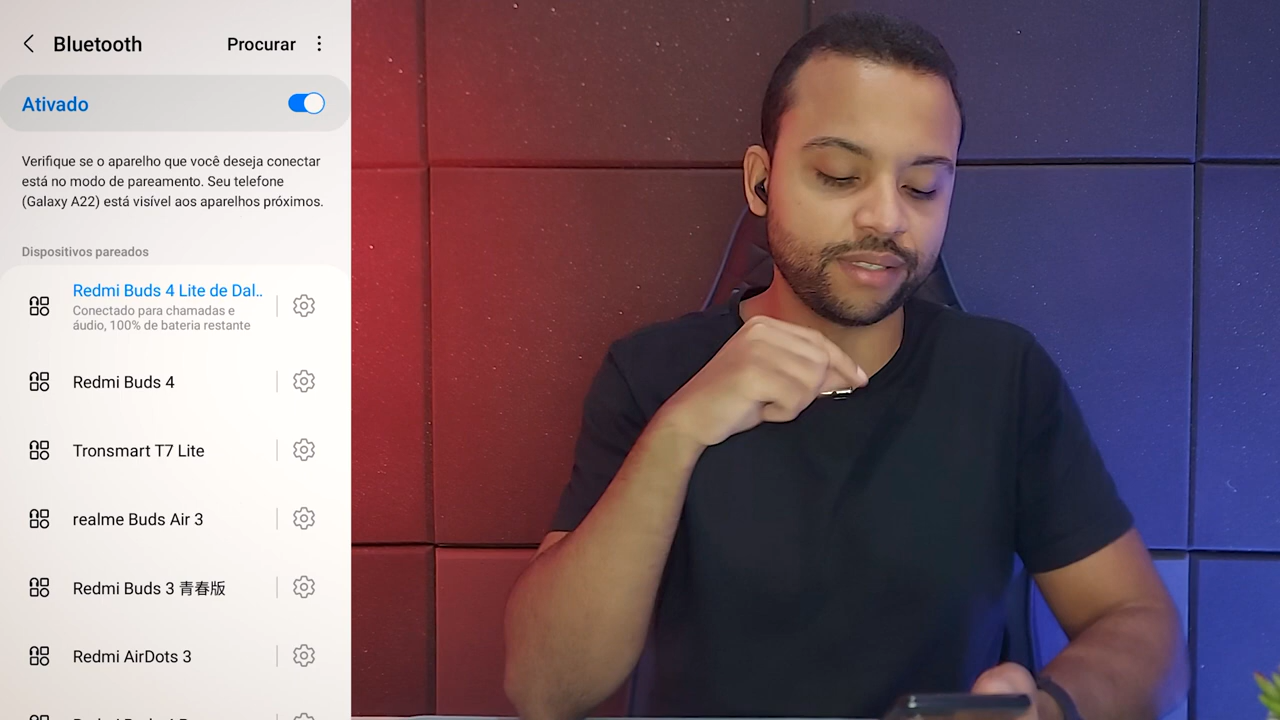 Bluetooth
Procurar
Ativado
Verifique se o aparelho que você deseja conectar
está no modo de pareamento. Seu telefone
(Galaxy A22) está visível aos aparelhos próximos.
Dispositivos pareados
Redmi Buds 4 Lite de Dal..
Conectado para chamadas e
áudio, 100% de bateria restante
Redmi Buds 4
Tronsmart T7 Lite
realme Buds Air 3
Redmi Buds 3 青春版
Redmi AirDots 3